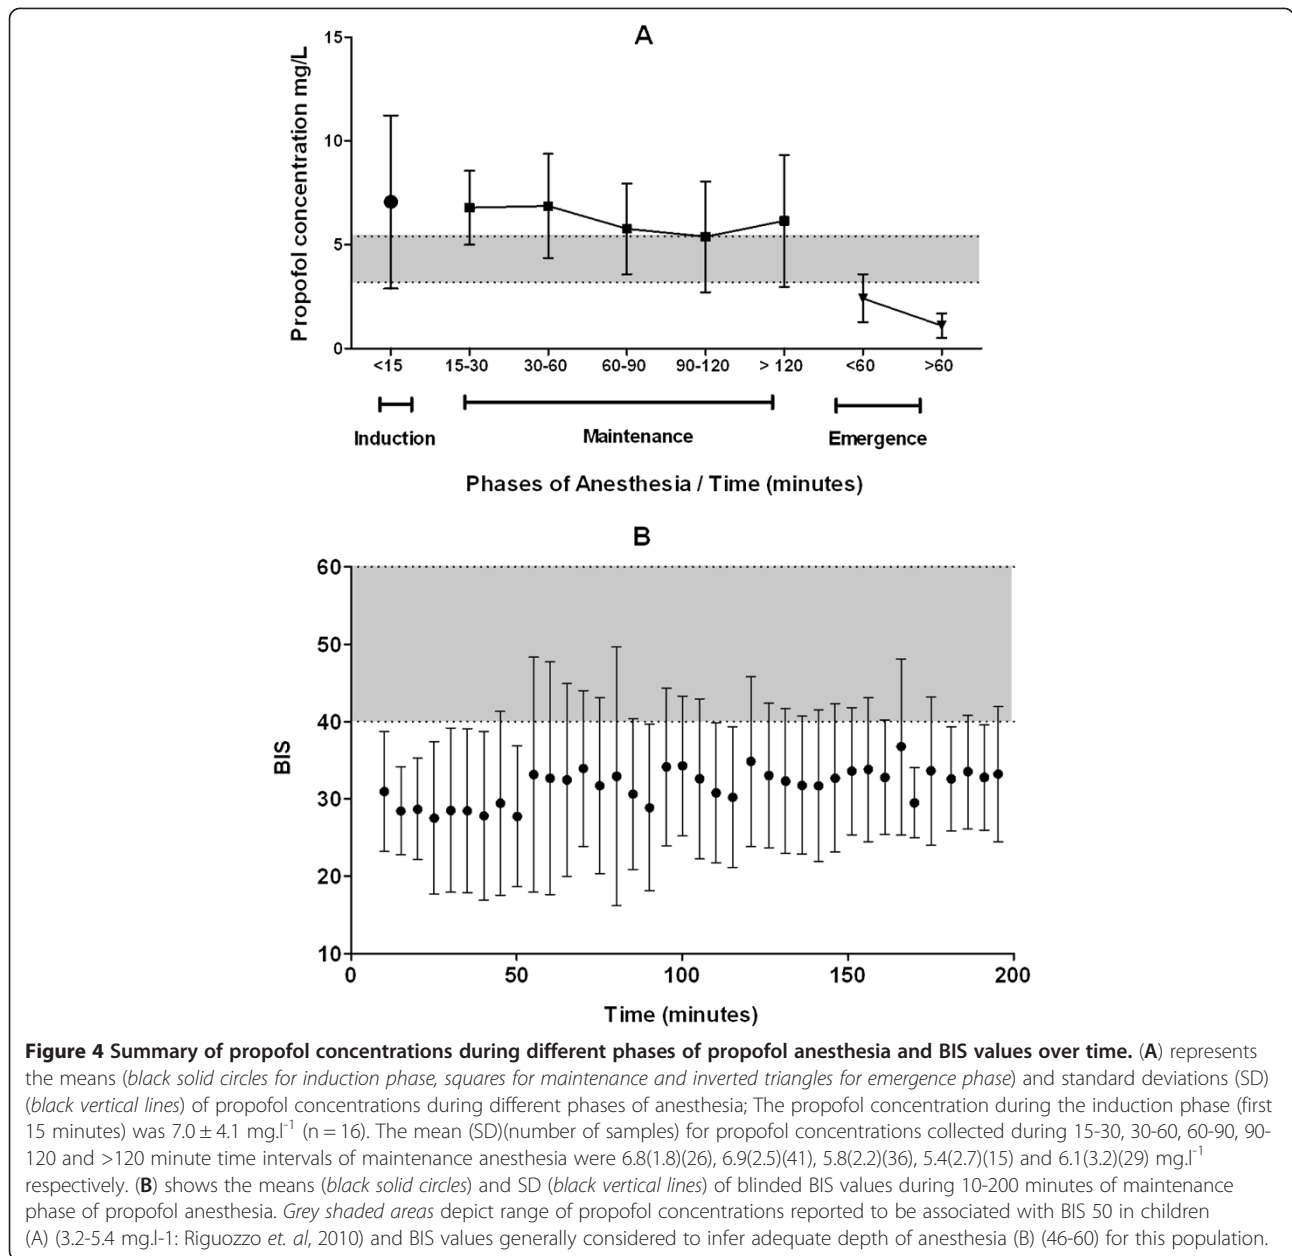 A
Propofol concentration mg/L
15
10
5
0
<15 15-30 30-60 60-90 90-120 > 120 <60 >60
Induction Maintenance Emergence
Phases of Anesthesia / Time (minutes)
B
BIS
60
50
40
30
20
10
0 50 100 150 200
Time (minutes)
Figure 4 Summary of propofol concentrations during different phases of propofol anesthesia and BIS values over time. (A) represents
the means (black solid circles for induction phase, squares for maintenance and inverted triangles for emergence phase) and standard deviations (SD)
(black vertical lines) of propofol concentrations during different phases of anesthesia; The propofol concentration during the induction phase (first
15 minutes) was 7.0 ± 4.1 mg.l⁻¹ (n = 16). The mean (SD)(number of samples) for propofol concentrations collected during 15-30, 30-60, 60-90, 90-
120 and >120 minute time intervals of maintenance anesthesia were 6.8(1.8)(26), 6.9(2.5)(41), 5.8(2.2)(36), 5.4(2.7)(15) and 6.1(3.2)(29) mg.l⁻¹
respectively. (B) shows the means (black solid circles) and SD (black vertical lines) of blinded BIS values during 10-200 minutes of maintenance
phase of propofol anesthesia. Grey shaded areas depict range of propofol concentrations reported to be associated with BIS 50 in children
(A) (3.2-5.4 mg.l-1: Riguozzo et. al, 2010) and BIS values generally considered to infer adequate depth of anesthesia (B) (46-60) for this population.